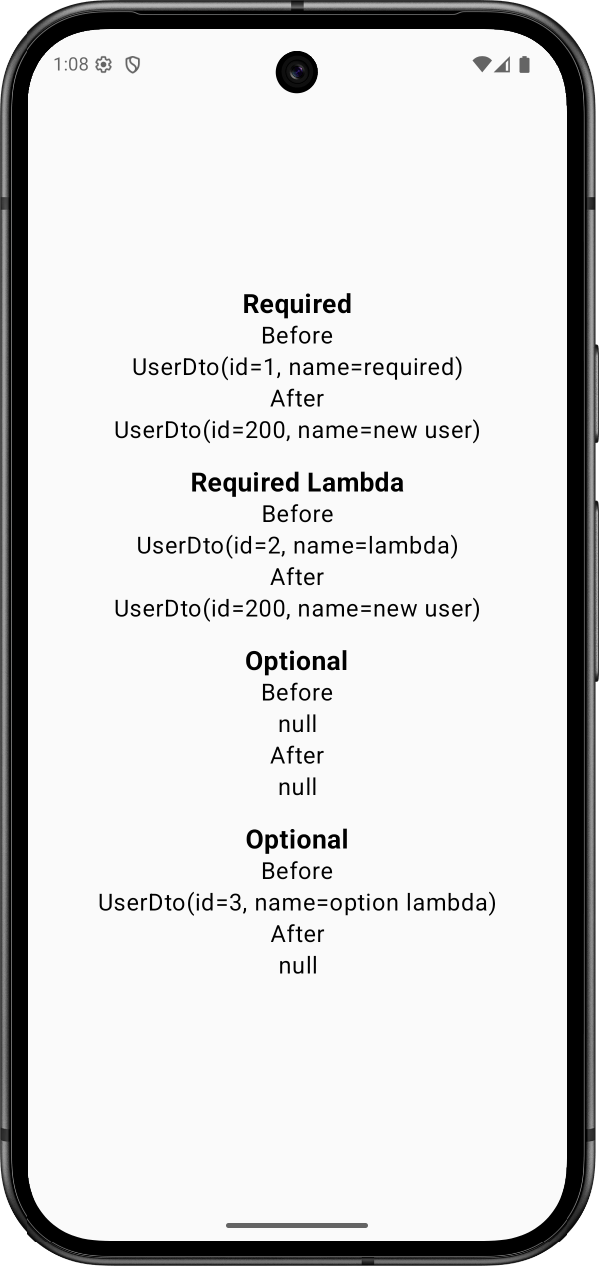 1:08
Required
Before
UserDto(id=1, name=required)
After
UserDto(id=200, name=new user)
Required Lambda
Before
UserDto(id=2, name=lambda)
After
UserDto(id=200, name=new user)
Optional
Before
null
After
null
Optional
Before
UserDto(id=3, name=option lambda)
After
null